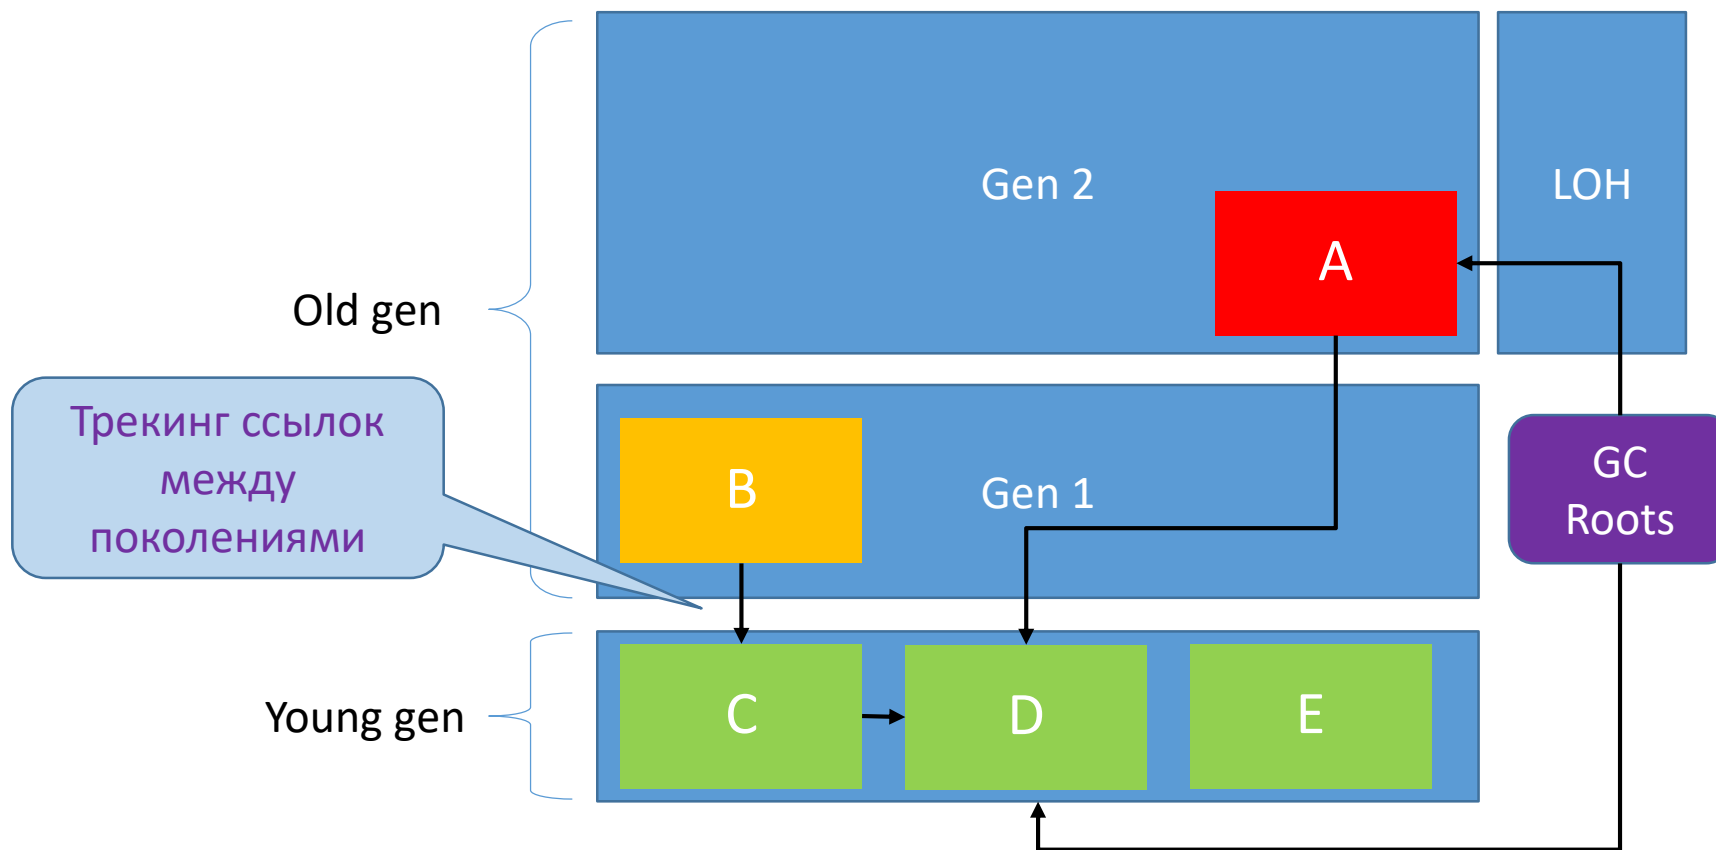 Gen 2
LOH
A
Old gen
Трекинг ссылок
между
поколениями
B
Gen 1
GC
Roots
Young gen
C
D
E